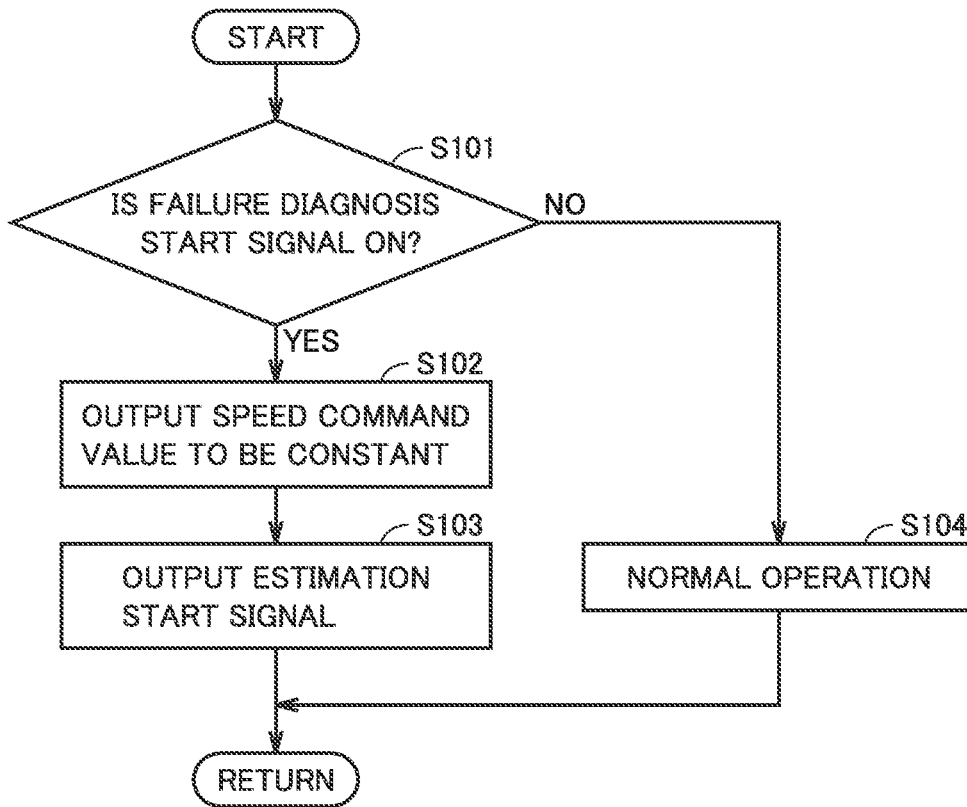 START
S101
IS FAILURE DIAGNOSIS
START SIGNAL ON?
NO
YES
S102
OUTPUT SPEED COMMAND
VALUE TO BE CONSTANT
S103
OUTPUT ESTIMATION
START SIGNAL
S104
NORMAL OPERATION
RETURN